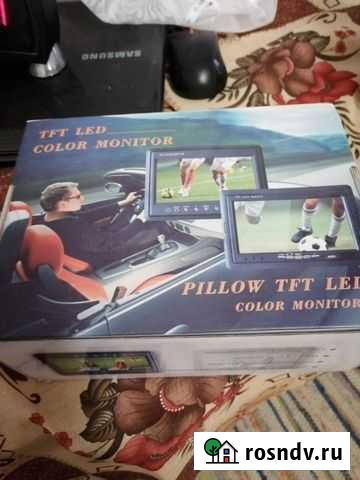 SAMSUNG
TFT LED
COLOR MONITOR
PILLOW TFT LED
COLOR MONITOR
rosndv.ru